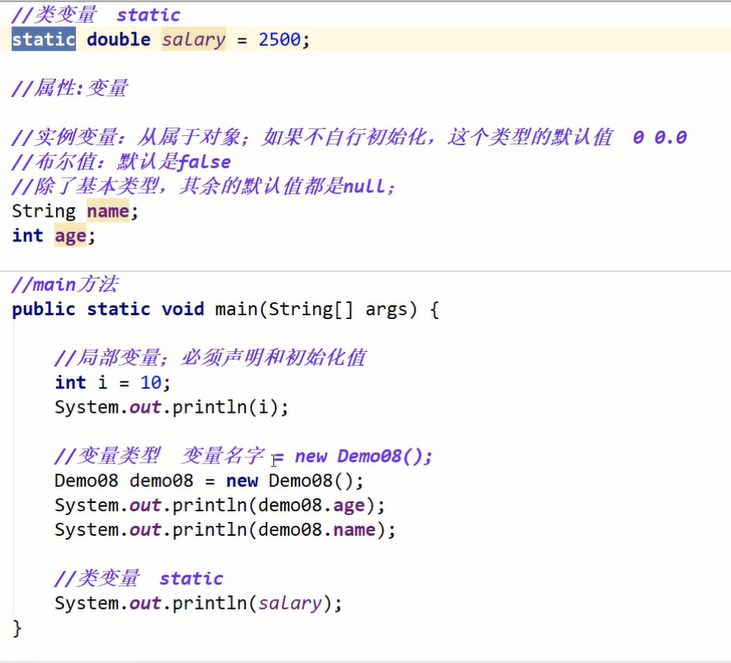 //类变量  static
static double salary = 2500;
//属性:变量
//实例变量：从属于对象；如果不自行初始化，这个类型的默认值  0 0.0
//布尔值：默认是false
//除了基本类型，其余的默认值都是null;
String name;
int age;
//main方法
public static void main(String[] args) {
//局部变量；必须声明和初始化值
int i = 10;
System.out.println(i);
//变量类型  变量名字 = new Demo08();
Demo08 demo08 = new Demo08();
System.out.println(demo08.age);
System.out.println(demo08.name);
//类变量  static
System.out.println(salary);
}